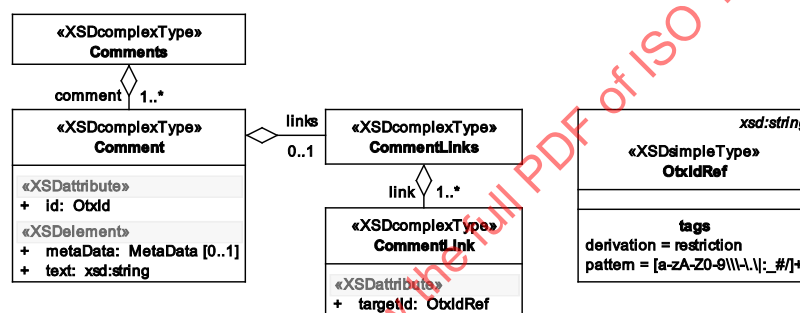 «XSDcomplexType»
Comments
comment 1..*
«XSDcomplexType»
Comment
«XSDattribute»
+ id: OtxId
«XSDelement»
+ metaData: MetaData [0..1]
+ text: xsd:string
links
0..1
«XSDcomplexType»
CommentLinks
link 1..*
«XSDcomplexType»
CommentLink
«XSDattribute»
+ targetId: OtxIdRef
xsd:string
«XSDsimpleType»
OtxIdRef
tags
derivation = restriction
pattern = [a-zA-Z0-9\\\-\.\|:_#/]+
the full PDF of ISO